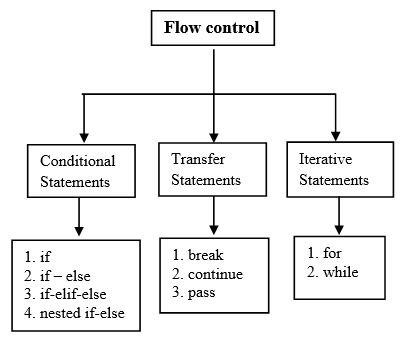 Flow control
Conditional
Statements
Transfer
Statements
Iterative
Statements
1. if
2. if – else
3. if-elif-else
4. nested if-else
1. break
2. continue
3. pass
1. for
2. while